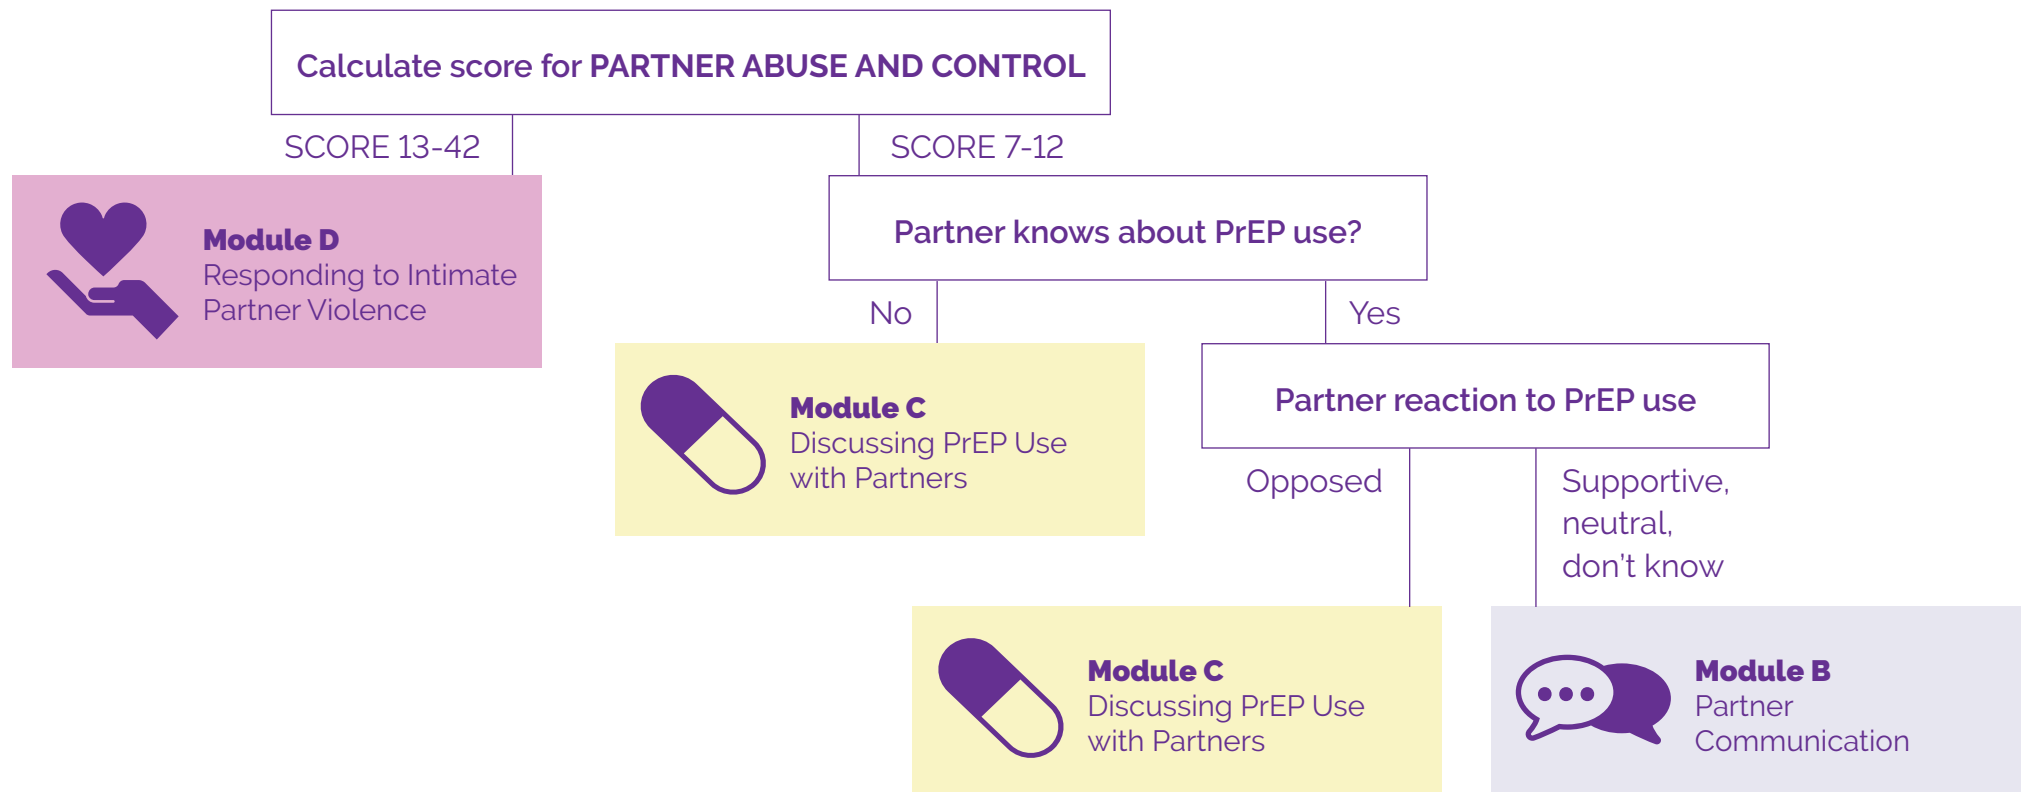 Calculate score for PARTNER ABUSE AND CONTROL
SCORE 13-42
SCORE 7-12
Module D
Responding to Intimate
Partner Violence
Partner knows about PrEP use?
No
Yes
Module C
Discussing PrEP Use
with Partners
Partner reaction to PrEP use
Opposed
Supportive,
neutral,
don't know
Module C
Discussing PrEP Use
with Partners
Module B
Partner
Communication